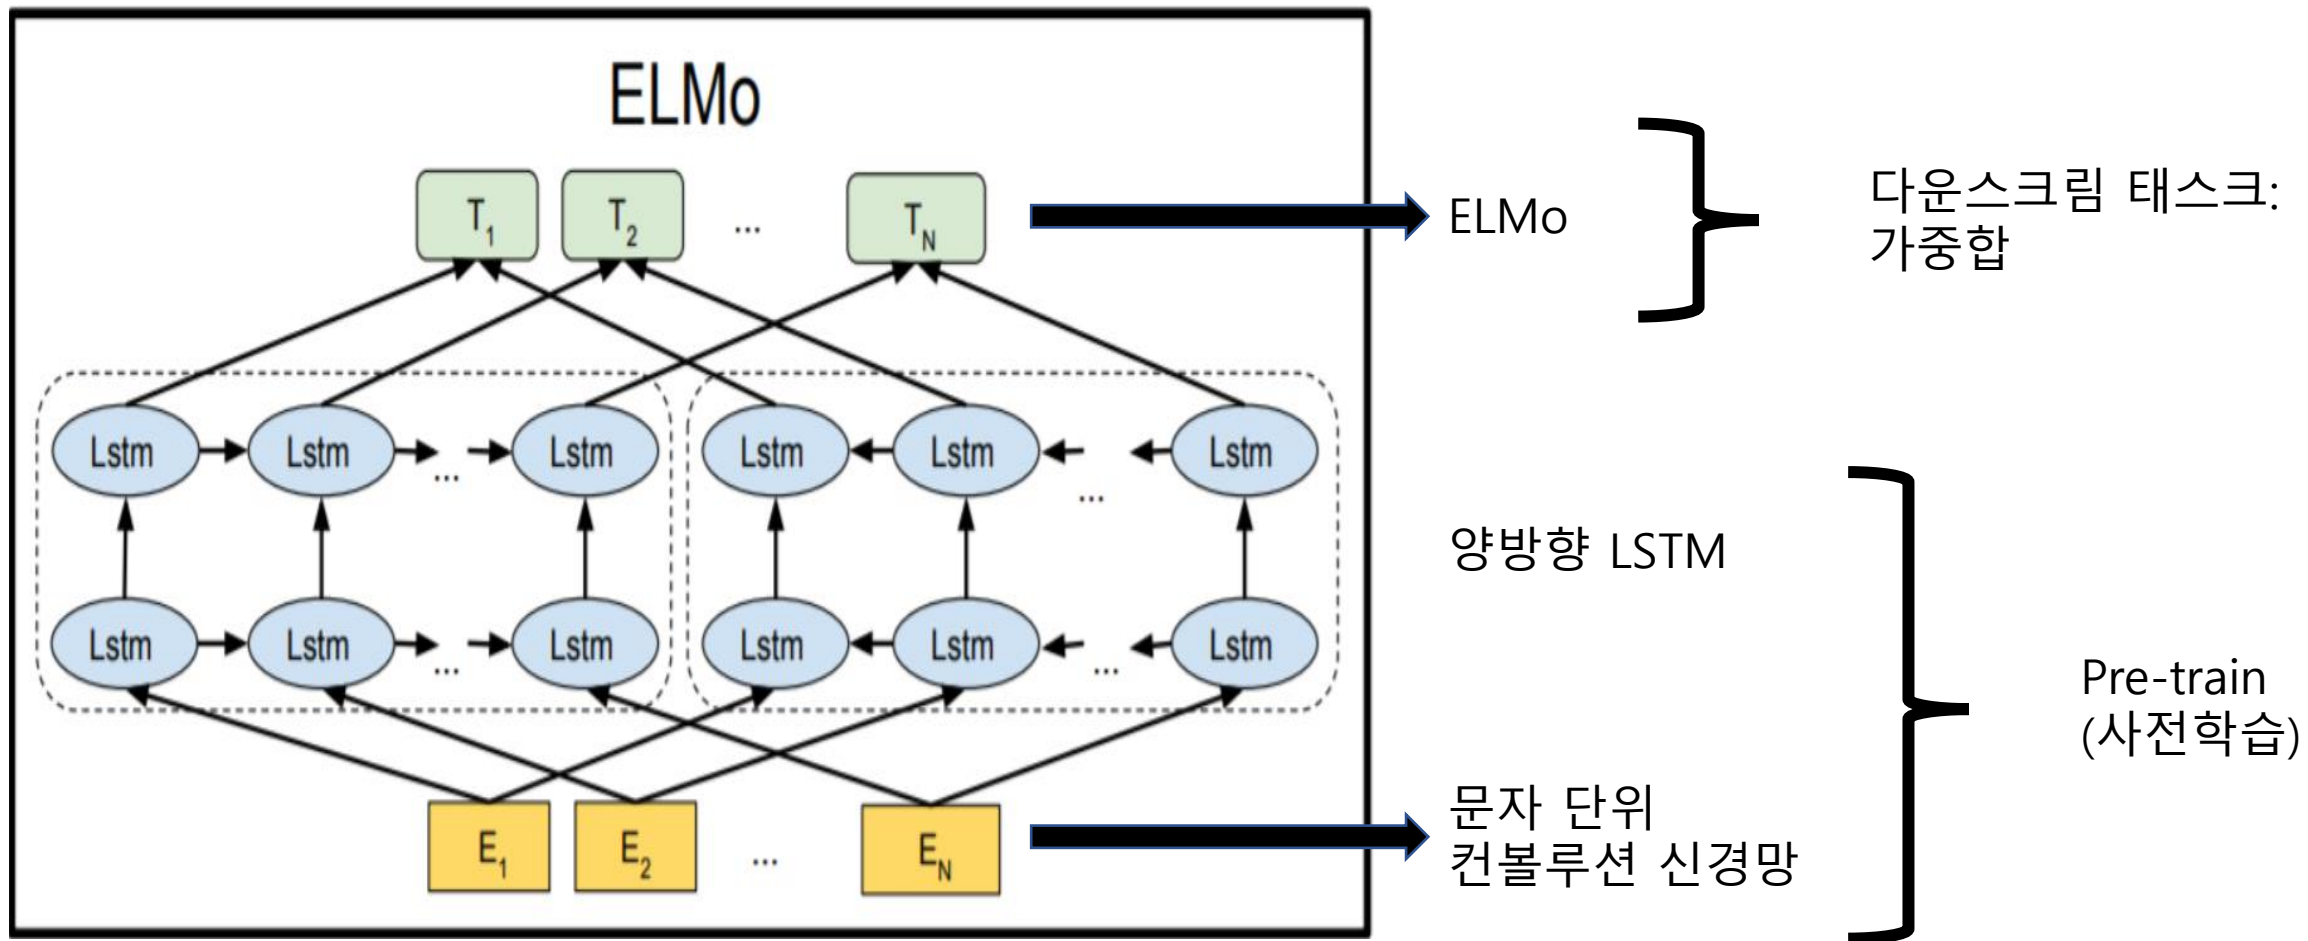 ELMo
T1 T2 ... TN
ELMo
다운스크림 태스크:
가중합
Lstm Lstm ... Lstm Lstm Lstm ... Lstm
양방향 LSTM
Lstm Lstm ... Lstm Lstm Lstm ... Lstm
Pre-train
(사전학습)
E1 E2 ... EN
문자 단위
컨볼루션 신경망